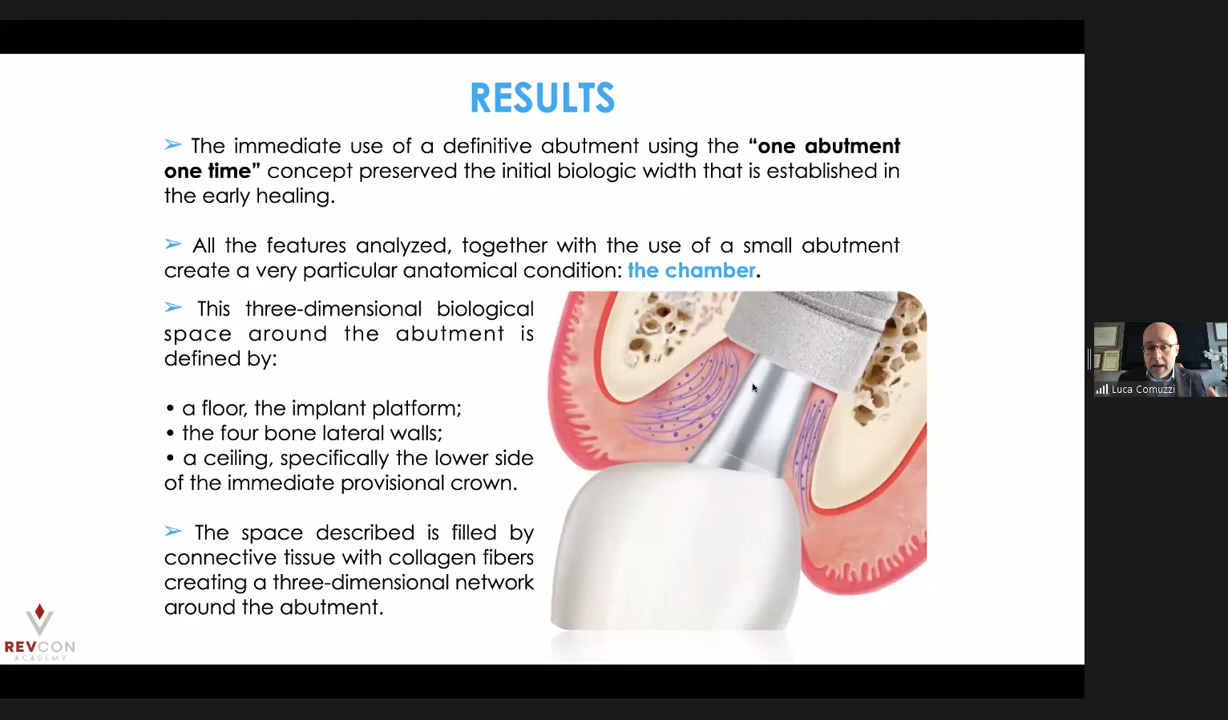 RESULTS
➢ The immediate use of a definitive abutment using the “one abutment
one time” concept preserved the initial biologic width that is established in
the early healing.
➢ All the features analyzed, together with the use of a small abutment
create a very particular anatomical condition: the chamber.
➢ This three-dimensional biological
space around the abutment is
defined by:
• a floor, the implant platform;
• the four bone lateral walls;
• a ceiling, specifically the lower side
of the immediate provisional crown.
➢ The space described is filled by
connective tissue with collagen fibers
creating a three-dimensional network
around the abutment.
REVCON
ACADEMY
Luca Comuzzi